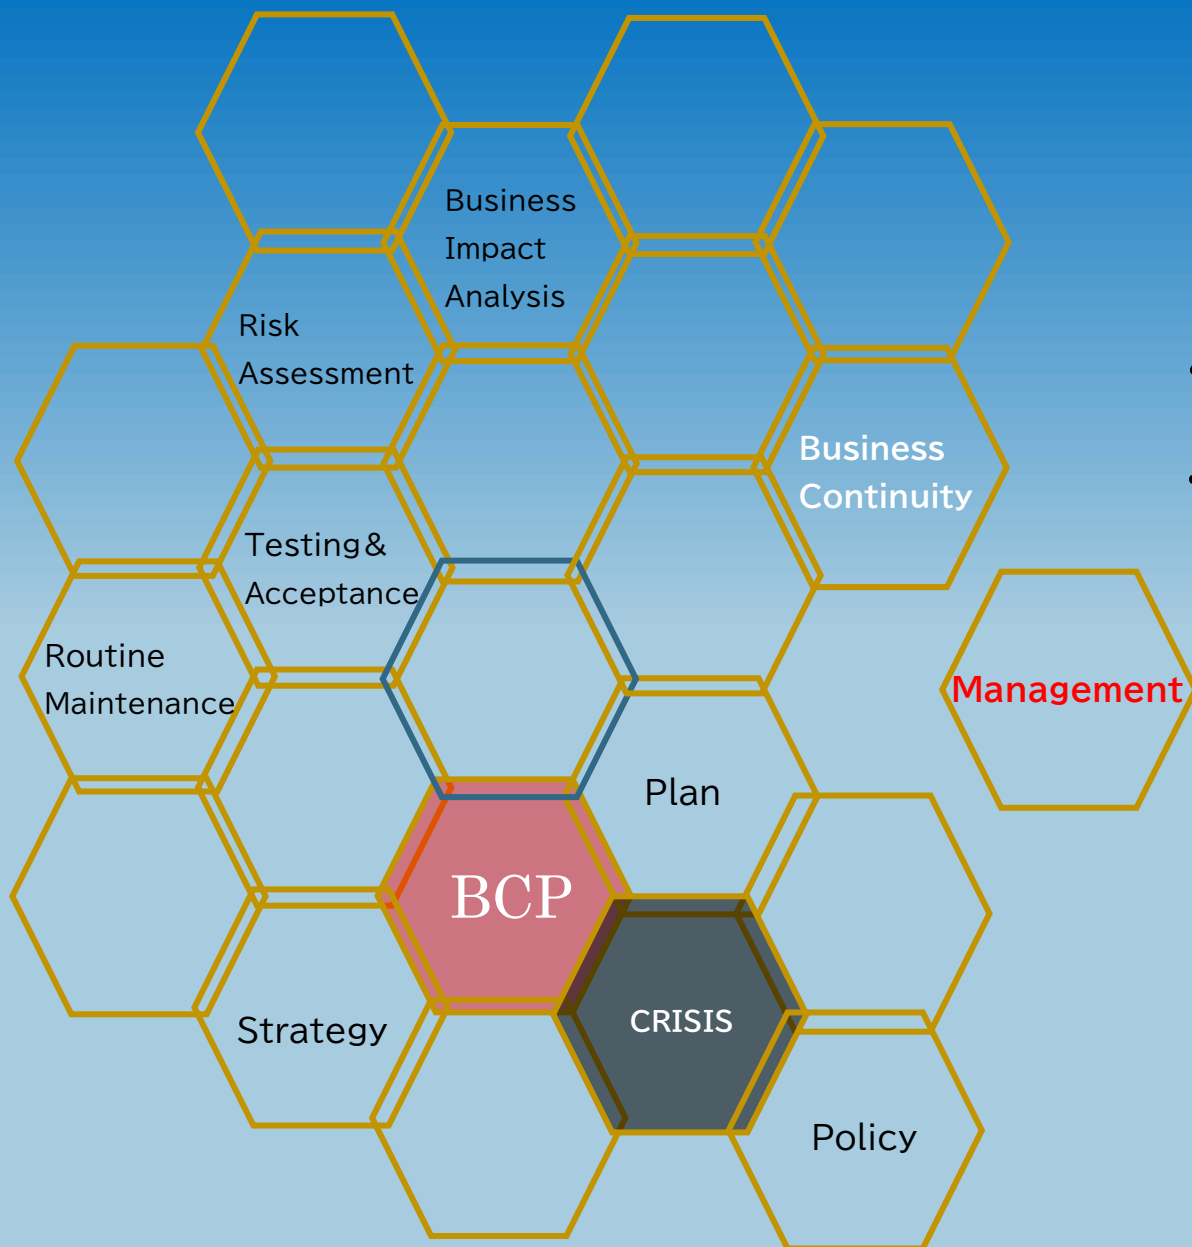 Business
Impact
Analysis
Risk
Assessment
Business
Continuity
Testing&
Acceptance
Routine
Maintenance
Management
Plan
BCP
CRISIS
Strategy
Policy